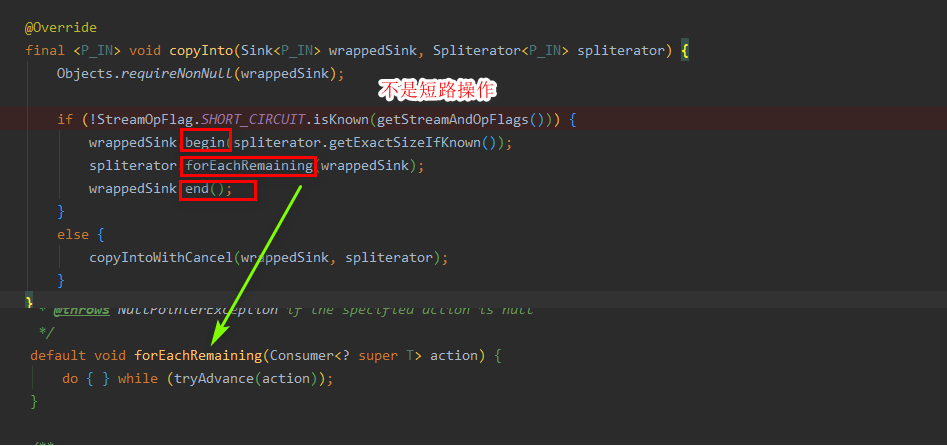 @Override
final <P_IN> void copyInto(Sink<P_IN> wrappedSink, Spliterator<P_IN> spliterator) {
Objects.requireNonNull(wrappedSink);
不是短路操作
if (!StreamOpFlag.SHORT_CIRCUIT.isKnown(getStreamAndOpFlags())) {
wrappedSink.begin(spliterator.getExactSizeIfKnown());
spliterator.forEachRemaining(wrappedSink);
wrappedSink.end();
}
else {
copyIntoWithCancel(wrappedSink, spliterator);
}
}
* @throws NullPointerException if the specified action is null
*/
default void forEachRemaining(Consumer<? super T> action) {
do { } while (tryAdvance(action));
}
/**